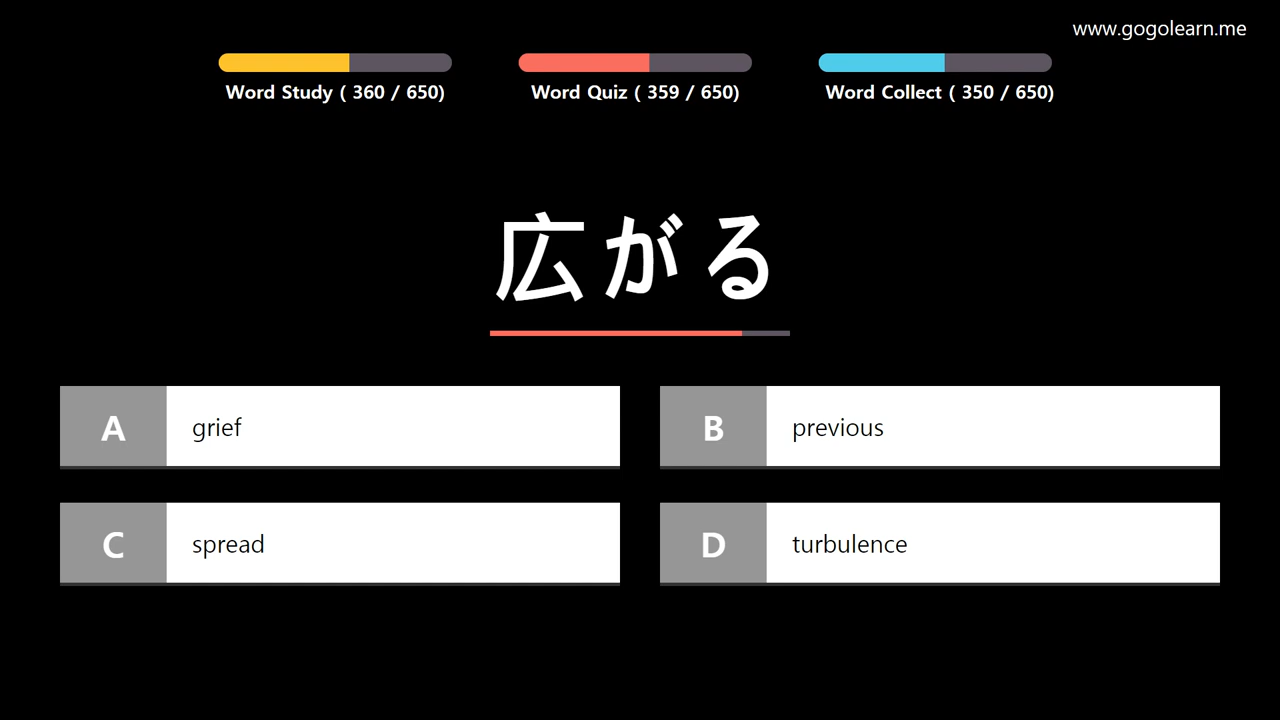 www.gogolearn.me
Word Study ( 360 / 650)
Word Quiz ( 359 / 650)
Word Collect ( 350 / 650)
広がる
A grief
B previous
C spread
D turbulence